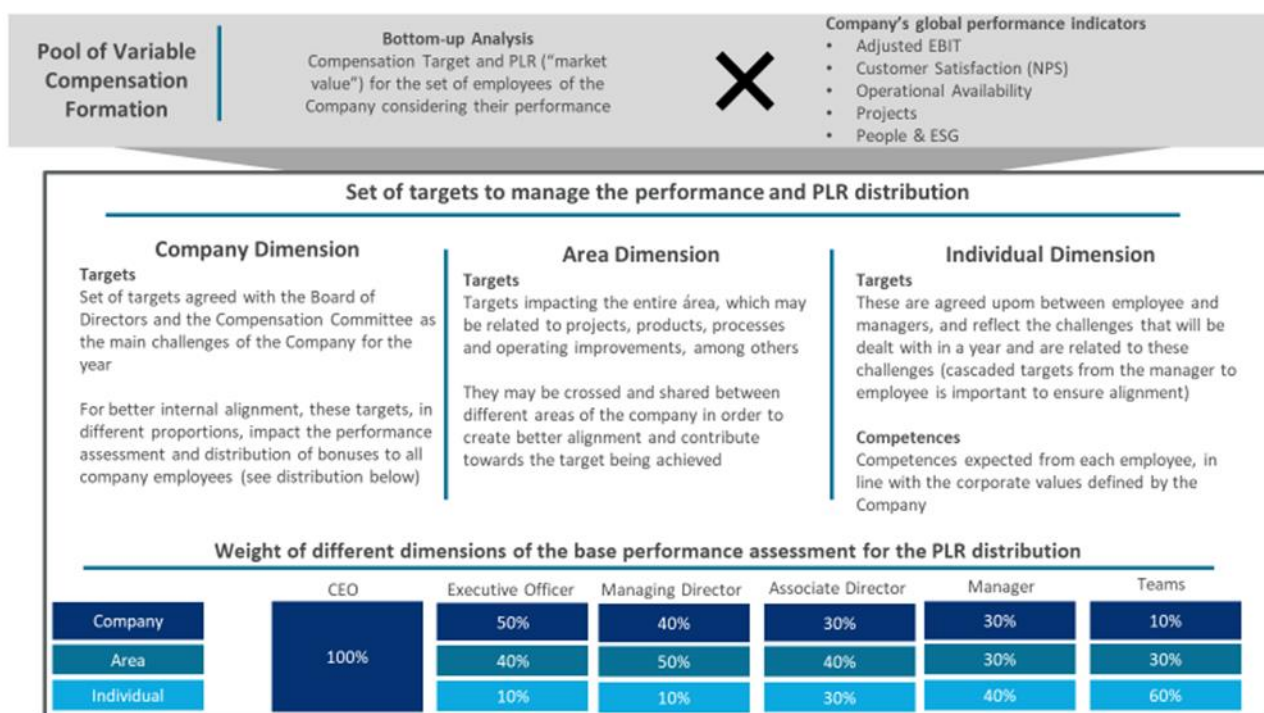 Pool of Variable
Compensation
Formation
Bottom-up Analysis
Compensation Target and PLR (“market
value”) for the set of employees of the
Company considering their performance
Company’s global performance indicators
• Adjusted EBIT
• Customer Satisfaction (NPS)
• Operational Availability
• Projects
• People & ESG
Set of targets to manage the performance and PLR distribution
Company Dimension
Targets
Set of targets agreed with the Board of
Directors and the Compensation Committee as
the main challenges of the Company for the
year
For better internal alignment, these targets, in
different proportions, impact the performance
assessment and distribution of bonuses to all
company employees (see distribution below)
Area Dimension
Targets
Targets impacting the entire área, which may
be related to projects, products, processes
and operating improvements, among others
They may be crossed and shared between
different areas of the company in order to
create better alignment and contribute
towards the target being achieved
Individual Dimension
Targets
These are agreed upom between employee and
managers, and reflect the challenges that will be
dealt with in a year and are related to these
challenges (cascaded targets from the manager to
employee is important to ensure alignment)
Competences
Competences expected from each employee, in
line with the corporate values defined by the
Company
Weight of different dimensions of the base performance assessment for the PLR distribution
CEO Executive Officer Managing Director Associate Director Manager Teams
Company 50% 40% 30% 30% 10%
Area 100% 40% 50% 40% 30% 30%
Individual 10% 10% 30% 40% 60%